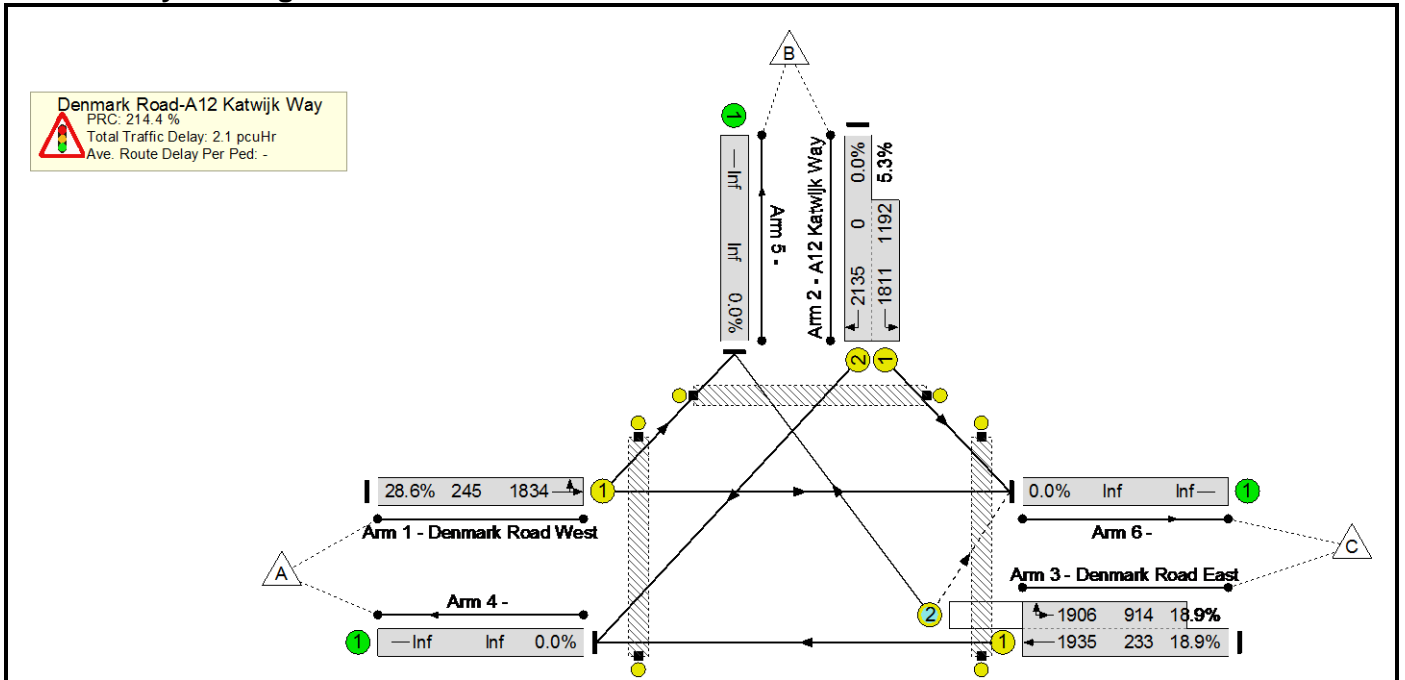 Denmark Road-A12 Katwijk Way
PRC: 214.4 %
Total Traffic Delay: 2.1 pcuHr
Ave. Route Delay Per Ped: -
B
1
Inf
Inf
0.0%
Arm 5 -
Arm 2 - A12 Katwijk Way
2135 0 0.0%
1811 1192 5.3%
2 1
28.6% 245 1834
1
Arm 1 - Denmark Road West
0.0% Inf Inf
1
Arm 6 -
A
C
Arm 4 -
Arm 3 - Denmark Road East
2
1906 914 18.9%
1
Inf Inf 0.0%
1
1935 233 18.9%